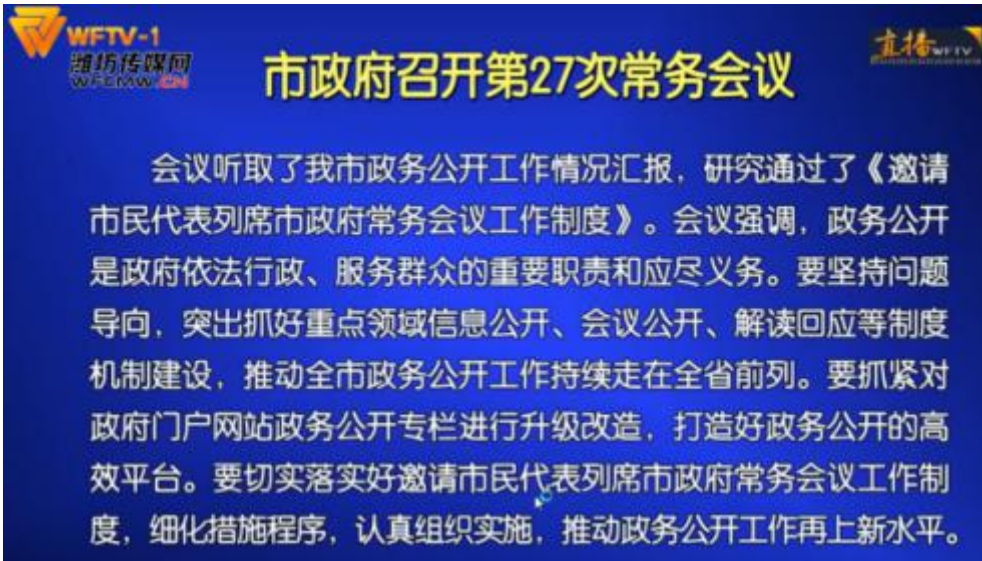 WFTV-1
潍坊传媒网
WFCMW.CN
直播WFTV
市政府召开第27次常务会议
会议听取了我市政务公开工作情况汇报，研究通过了《邀请
市民代表列席市政府常务会议工作制度》。会议强调，政务公开
是政府依法行政、服务群众的重要职责和应尽义务。要坚持问题
导向，突出抓好重点领域信息公开、会议公开、解读回应等制度
机制建设，推动全市政务公开工作持续走在全省前列。要抓紧对
政府门户网站政务公开专栏进行升级改造，打造好政务公开的高
效平台。要切实落实好邀请市民代表列席市政府常务会议工作制
度，细化措施程序，认真组织实施，推动政务公开工作再上新水平。